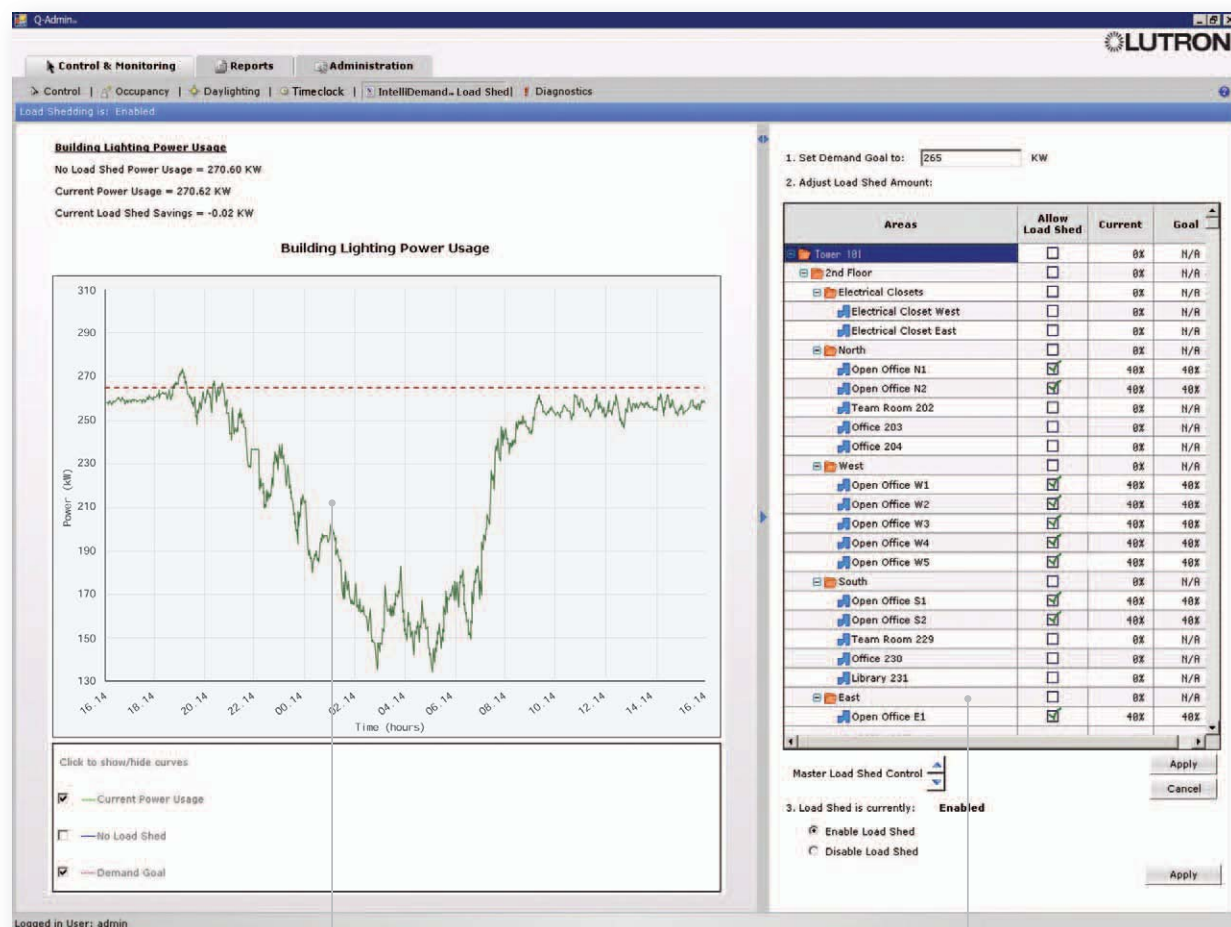 Q-Admin™
LUTRON
Control & Monitoring
Reports
Administration
Control | Occupancy | Daylighting | Timeclock | IntelliDemand™ Load Shed | Diagnostics
Load Shedding is: Enabled
Building Lighting Power Usage
No Load Shed Power Usage = 270.60 KW
Current Power Usage = 270.62 KW
Current Load Shed Savings = -0.02 KW
Building Lighting Power Usage
310
290
270
250
230
210
190
170
150
130
Power (kW)
16.14 18.14 20.14 22.14 00.14 02.14 04.14 06.14 08.14 10.14 12.14 14.14 16.14
Time (hours)
Click to show/hide curves
Current Power Usage
No Load Shed
Demand Goal
1. Set Demand Goal to: 265 KW
2. Adjust Load Shed Amount:
Areas Allow Load Shed Current Goal
Tower 101 0% N/A
2nd Floor 0% N/A
Electrical Closets 0% N/A
Electrical Closet West 0% N/A
Electrical Closet East 0% N/A
North 0% N/A
Open Office N1 40% 40%
Open Office N2 40% 40%
Team Room 202 0% N/A
Office 203 0% N/A
Office 204 0% N/A
West 0% N/A
Open Office W1 40% 40%
Open Office W2 40% 40%
Open Office W3 40% 40%
Open Office W4 40% 40%
Open Office W5 40% 40%
South 0% N/A
Open Office S1 40% 40%
Open Office S2 40% 40%
Team Room 229 0% N/A
Office 230 0% N/A
Library 231 0% N/A
East 0% N/A
Open Office E1 40% 40%
Master Load Shed Control
Apply
Cancel
3. Load Shed is currently: Enabled
Enable Load Shed
Disable Load Shed
Apply
Logged in User: admin